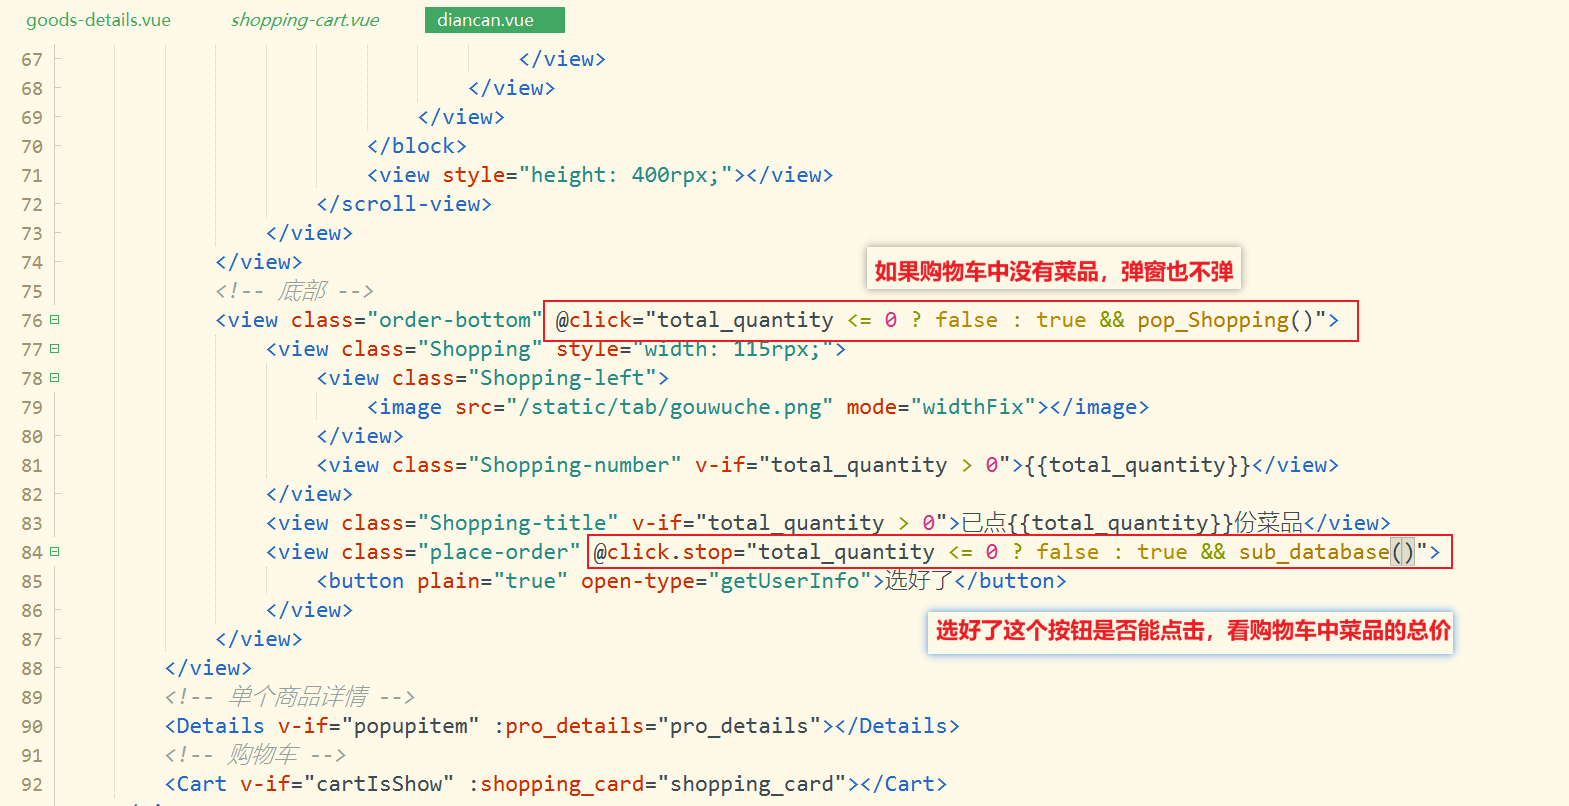 goods-details.vue shopping-cart.vue diancan.vue
67 </view>
68 </view>
69 </view>
70 </block>
71 <view style="height: 400rpx;"></view>
72 </scroll-view>
73 </view>
74 </view>
如果购物车中没有菜品，弹窗也不弹
75 <!-- 底部 -->
76 <view class="order-bottom" @click="total_quantity <= 0 ? false : true && pop_Shopping()">
77 <view class="Shopping" style="width: 115rpx;">
78 <view class="Shopping-left">
79 <image src="/static/tab/gouwuche.png" mode="widthFix"></image>
80 </view>
81 <view class="Shopping-number" v-if="total_quantity > 0">{{total_quantity}}</view>
82 </view>
83 <view class="Shopping-title" v-if="total_quantity > 0">已点{{total_quantity}}份菜品</view>
84 <view class="place-order" @click.stop="total_quantity <= 0 ? false : true && sub_database()">
85 <button plain="true" open-type="getUserInfo">选好了</button>
86 </view>
选好了这个按钮是否能点击，看购物车中菜品的总价
87 </view>
88 </view>
89 <!-- 单个商品详情 -->
90 <Details v-if="popupitem" :pro_details="pro_details"></Details>
91 <!-- 购物车 -->
92 <Cart v-if="cartIsShow" :shopping_card="shopping_card"></Cart>